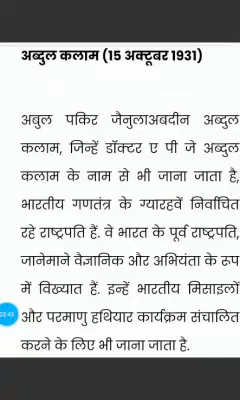 अब्दुल कलाम (15 अक्टूबर 1931)
अबुल पकिर जैनुलाअबदीन अब्दुल
कलाम, जिन्हें डॉक्टर ए पी जे अब्दुल
कलाम के नाम से भी जाना जाता है,
भारतीय गणतंत्र के ग्यारहवें निर्वाचित
रहे राष्ट्रपति हैं. वे भारत के पूर्व राष्ट्रपति,
जानेमाने वैज्ञानिक और अभियंता के रूप
में विख्यात हैं. इन्हें भारतीय मिसाइलों
और परमाणु हथियार कार्यक्रम संचालित
करने के लिए भी जाना जाता है.